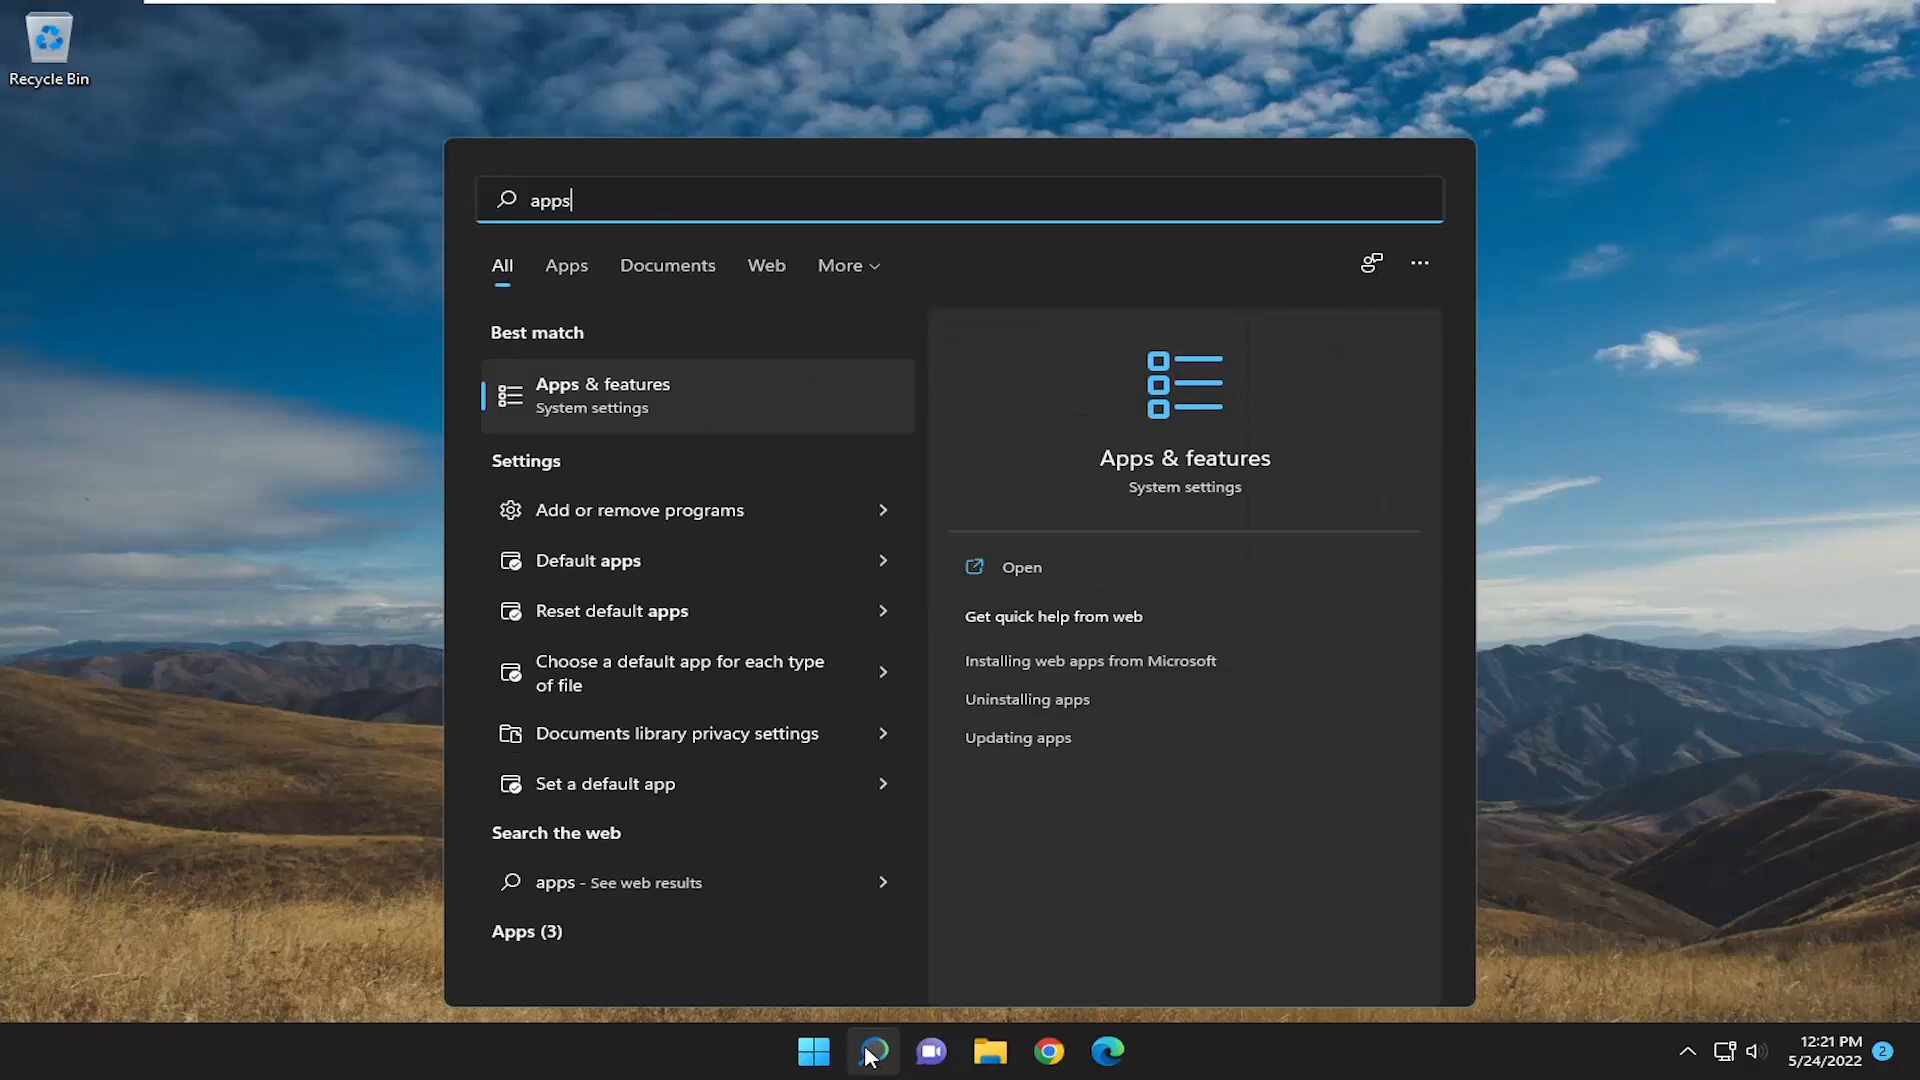 Recycle Bin
apps
All Apps Documents Web More
Best match
Apps & features
System settings
Settings
Add or remove programs
Default apps
Reset default apps
Choose a default app for each type
of file
Documents library privacy settings
Set a default app
Search the web
apps - See web results
Apps (3)
Apps & features
System settings
Open
Get quick help from web
Installing web apps from Microsoft
Uninstalling apps
Updating apps
12:21 PM
5/24/2022
2